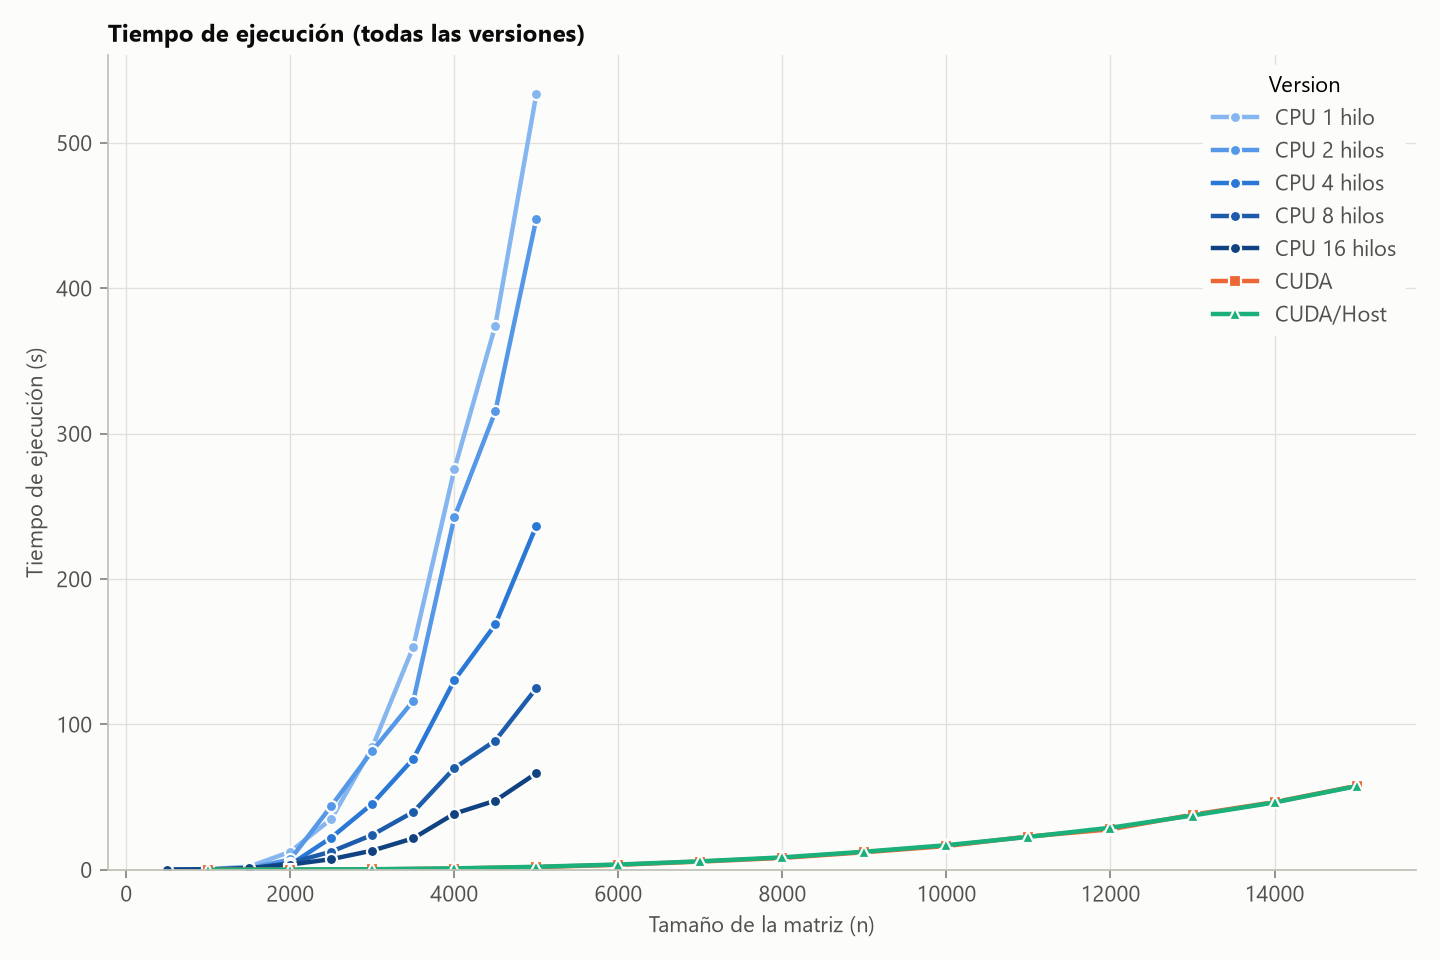 Tiempo de ejecución (todas las versiones)
Version
CPU 1 hilo
CPU 2 hilos
CPU 4 hilos
CPU 8 hilos
CPU 16 hilos
CUDA
CUDA/Host
Tiempo de ejecución (s)
500
400
300
200
100
0
0 2000 4000 6000 8000 10000 12000 14000
Tamaño de la matriz (n)